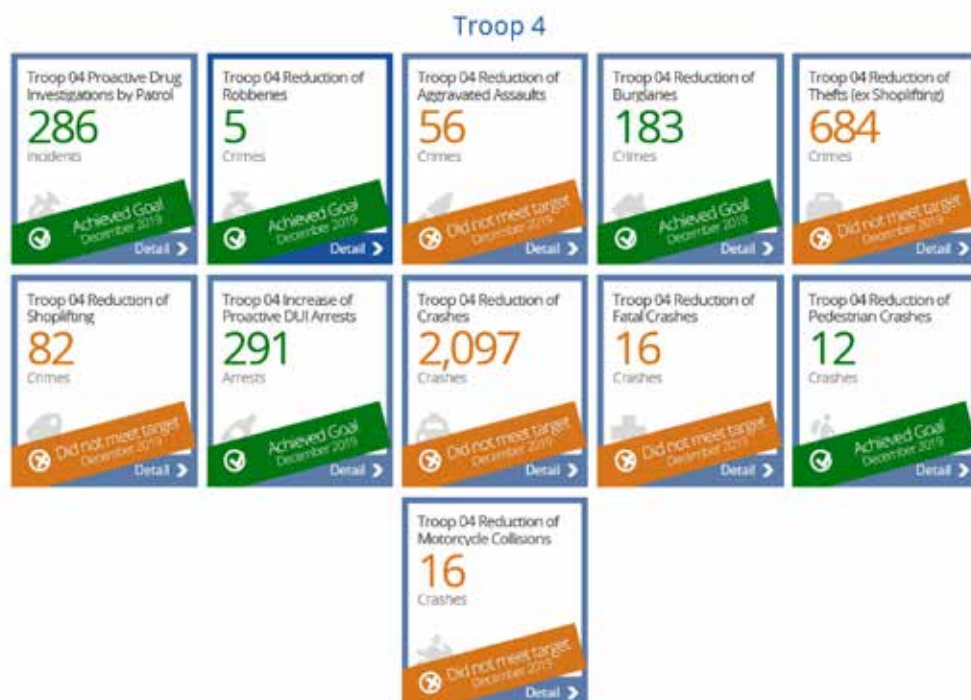 Troop 4
Troop 04 Proactive Drug
Investigations by Patrol
286
incidents
Achieved Goal
December 2019
Detail
Troop 04 Reduction of
Robberies
5
Crimes
Achieved Goal
December 2019
Detail
Troop 04 Reduction of
Aggravated Assaults
56
Crimes
Did not meet target
December 2019
Detail
Troop 04 Reduction of
Burglaries
183
Crimes
Achieved Goal
December 2019
Detail
Troop 04 Reduction of
Thefts (ex Shoplifting)
684
Crimes
Did not meet target
December 2019
Detail
Troop 04 Reduction of
Shoplifting
82
Crimes
Did not meet target
December 2019
Detail
Troop 04 Increase of
Proactive DUI Arrests
291
Arrests
Achieved Goal
December 2019
Detail
Troop 04 Reduction of
Crashes
2,097
Crashes
Did not meet target
December 2019
Detail
Troop 04 Reduction of
Fatal Crashes
16
Crashes
Did not meet target
December 2019
Detail
Troop 04 Reduction of
Pedestrian Crashes
12
Crashes
Achieved Goal
December 2019
Detail
Troop 04 Reduction of
Motorcycle Collisions
16
Crashes
Did not meet target
December 2019
Detail